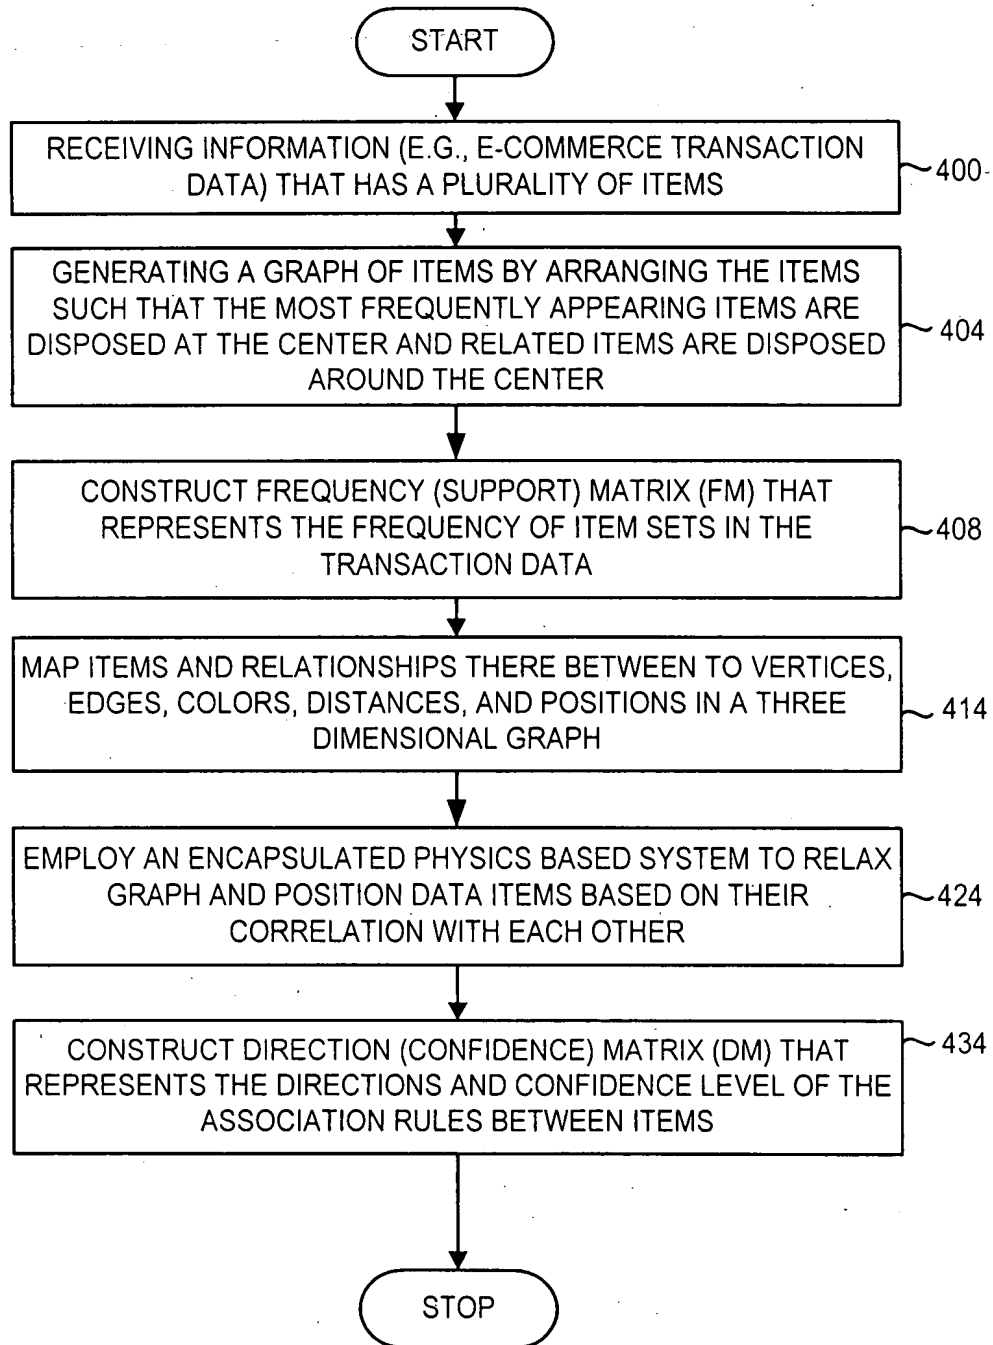 START
RECEIVING INFORMATION (E.G., E-COMMERCE TRANSACTION
DATA) THAT HAS A PLURALITY OF ITEMS
400
GENERATING A GRAPH OF ITEMS BY ARRANGING THE ITEMS
SUCH THAT THE MOST FREQUENTLY APPEARING ITEMS ARE
DISPOSED AT THE CENTER AND RELATED ITEMS ARE DISPOSED
AROUND THE CENTER
404
CONSTRUCT FREQUENCY (SUPPORT) MATRIX (FM) THAT
REPRESENTS THE FREQUENCY OF ITEM SETS IN THE
TRANSACTION DATA
408
MAP ITEMS AND RELATIONSHIPS THERE BETWEEN TO VERTICES,
EDGES, COLORS, DISTANCES, AND POSITIONS IN A THREE
DIMENSIONAL GRAPH
414
EMPLOY AN ENCAPSULATED PHYSICS BASED SYSTEM TO RELAX
GRAPH AND POSITION DATA ITEMS BASED ON THEIR
CORRELATION WITH EACH OTHER
424
CONSTRUCT DIRECTION (CONFIDENCE) MATRIX (DM) THAT
REPRESENTS THE DIRECTIONS AND CONFIDENCE LEVEL OF THE
ASSOCIATION RULES BETWEEN ITEMS
434
STOP